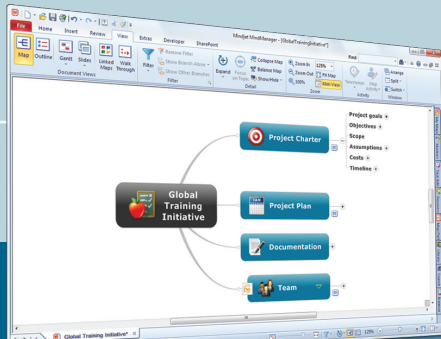 Mindjet MindManager - [GlobalTrainingInitiative*]
File Home Insert Review View Extras Developer SharePoint Find
Map Outline Gantt Slides Linked Maps Walk Through
Document Views
Filter
Remove Filter
Show Branch Alone
Show Other Branches
Filter
Expand Focus on Topic
Collapse Map
Balance Map
Show/Hide
Detail
Zoom In 125%
Zoom Out Fit Map
100%
Zoom
Activity
Arrange
Split
Switch
Window
Project goals
Objectives
Scope
Assumptions
Costs
Timeline
Project Charter
Global
Training
Initiative
Project Plan
Documentation
Team
Global Training Initiative*
125%